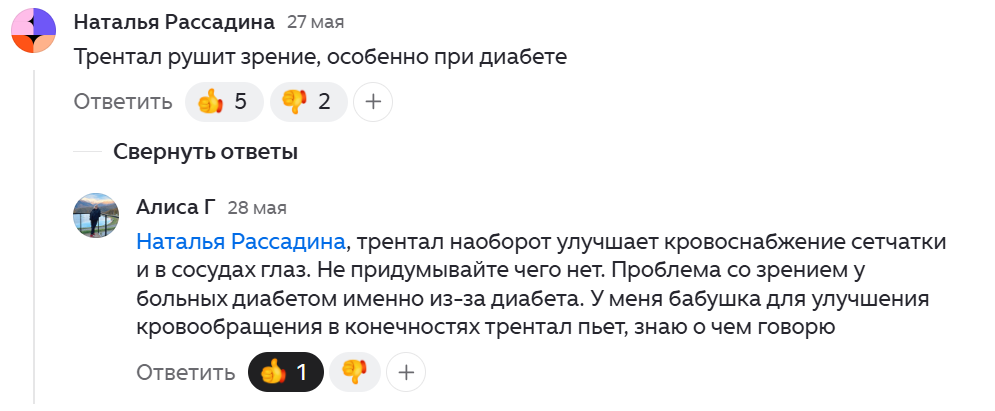 Наталья Рассадина 27 мая
Трентал рушит зрение, особенно при диабете
Ответить 5 2
Свернуть ответы
Алиса Г 28 мая
Наталья Рассадина, трентал наоборот улучшает кровоснабжение сетчатки
и в сосудах глаз. Не придумывайте чего нет. Проблема со зрением у
больных диабетом именно из-за диабета. У меня бабушка для улучшения
кровообращения в конечностях трентал пьет, знаю о чем говорю
Ответить 1